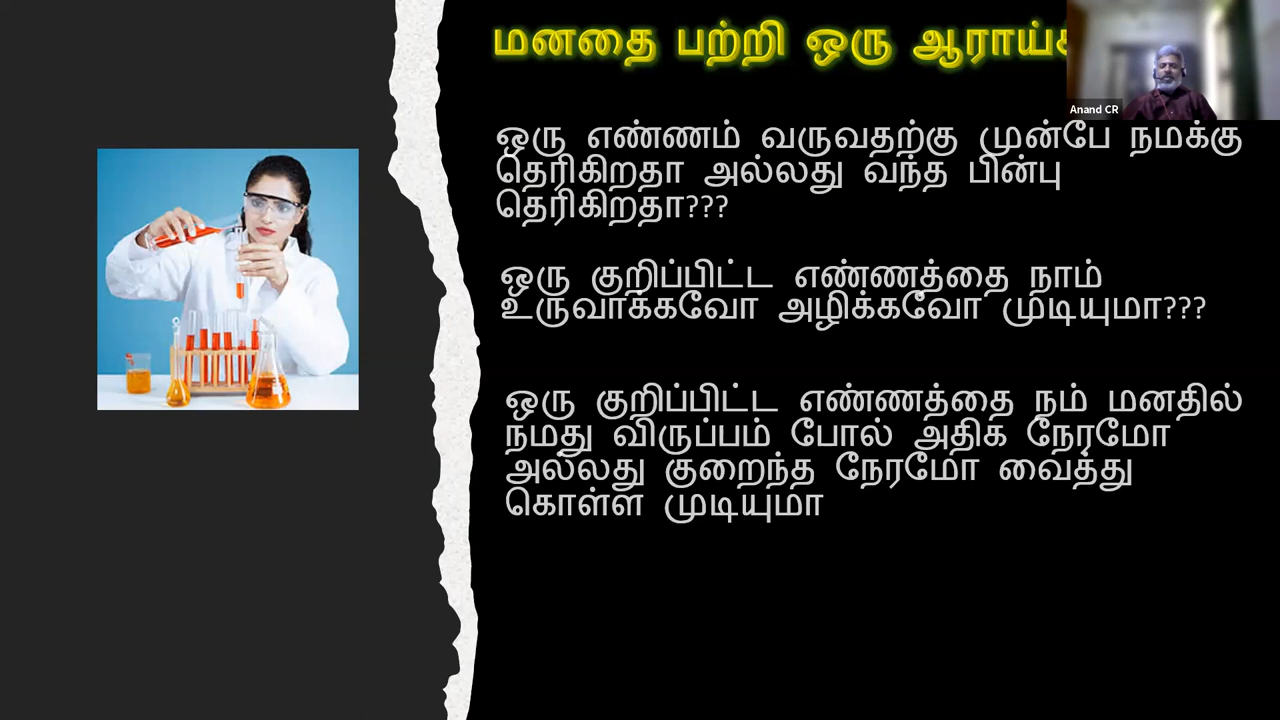 மனதை பற்றி ஒரு
Anand CR
ஒரு எண்ணம் வருவதற்கு முன்பே நமக்கு
தெரிகிறதா அல்லது வந்த பின்பு
தெரிகிறதா???
ஒரு குறிப்பிட்ட எண்ணத்தை நாம்
உருவாக்கவோ அழிக்கவோ முடியுமா???
ஒரு குறிப்பிட்ட எண்ணத்தை நம் மனதில்
நமது விருப்பம் போல் அதிக நேரமோ
அல்லது குறைந்த நேரமோ வைத்து
கொள்ள முடியுமா